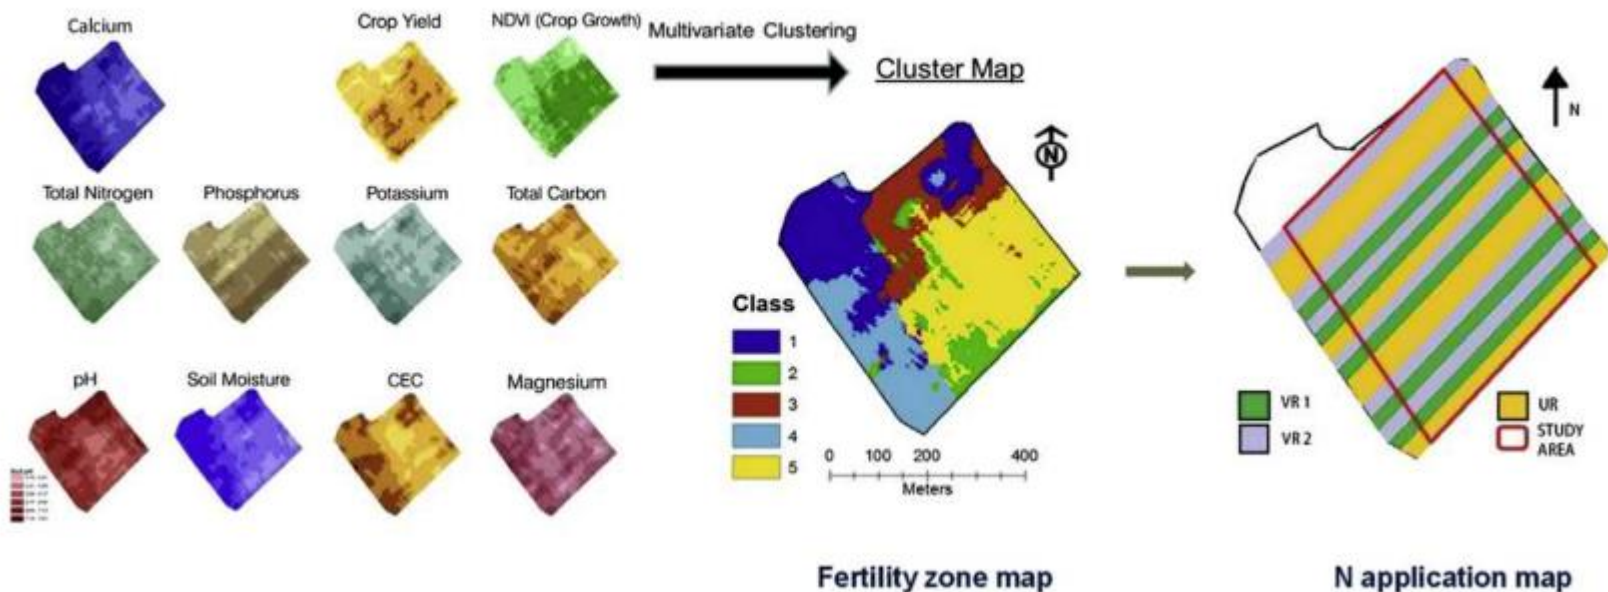 Calcium
Crop Yield
NDVI (Crop Growth)
Multivariate Clustering
Cluster Map
Total Nitrogen
Phosphorus
Potassium
Total Carbon
pH
Soil Moisture
CEC
Magnesium
N
Class
1
2
3
4
5
0 100 200 400
Meters
Fertility zone map
N
VR 1
VR 2
UR
STUDY
AREA
N application map